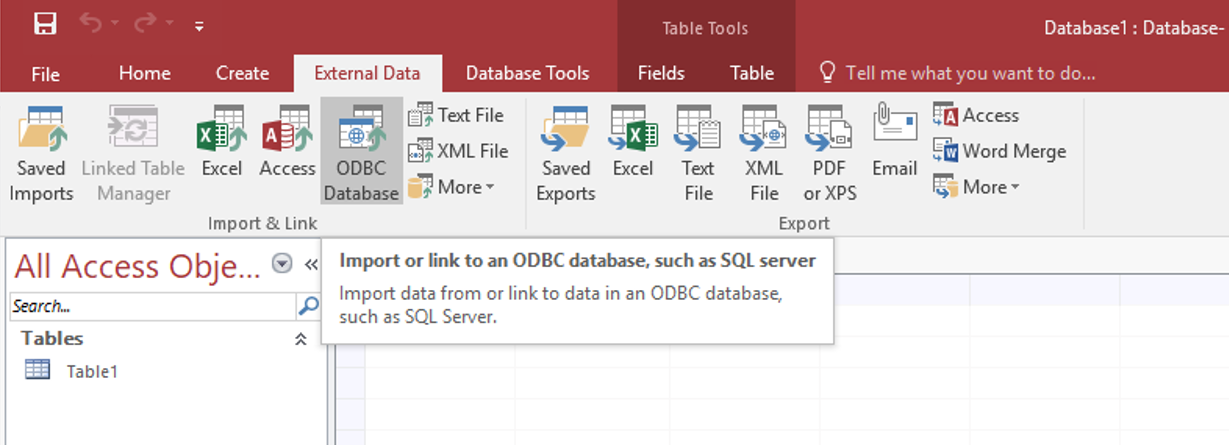 Table Tools
Database1 : Database-
File
Home
Create
External Data
Database Tools
Fields
Table
Tell me what you want to do...
Saved
Imports
Linked Table
Manager
Excel
Access
ODBC
Database
Text File
XML File
More
Import & Link
Saved
Exports
Excel
Text
File
XML
File
PDF
or XPS
Email
Access
Word Merge
More
Export
All Access Obje...
Search...
Tables
Table1
Import or link to an ODBC database, such as SQL server
Import data from or link to data in an ODBC database,
such as SQL Server.